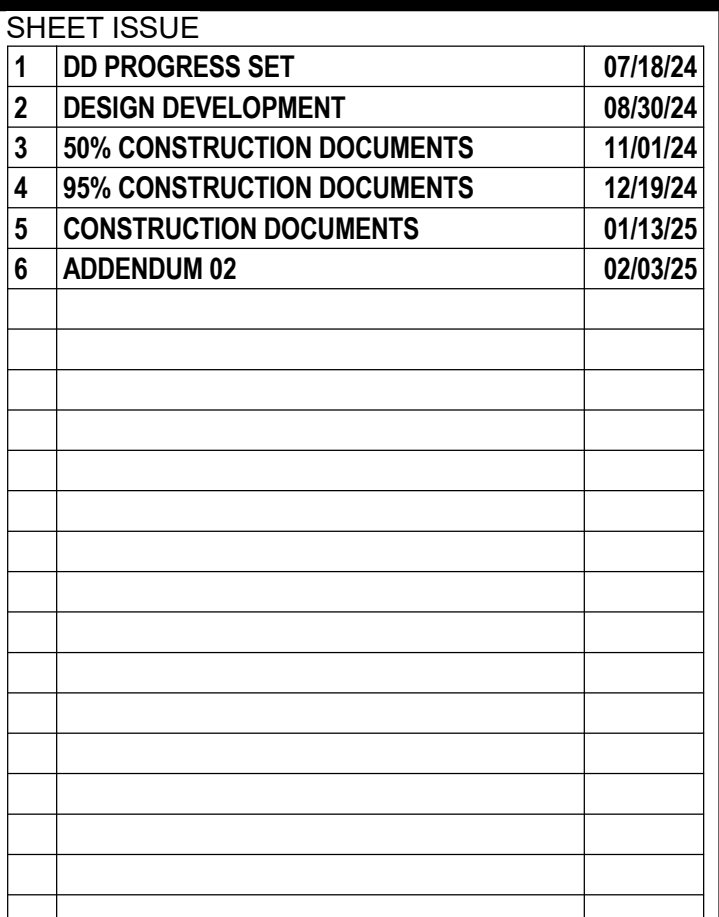 SHEET ISSUE
1 DD PROGRESS SET 07/18/24
2 DESIGN DEVELOPMENT 08/30/24
3 50% CONSTRUCTION DOCUMENTS 11/01/24
4 95% CONSTRUCTION DOCUMENTS 12/19/24
5 CONSTRUCTION DOCUMENTS 01/13/25
6 ADDENDUM 02 02/03/25